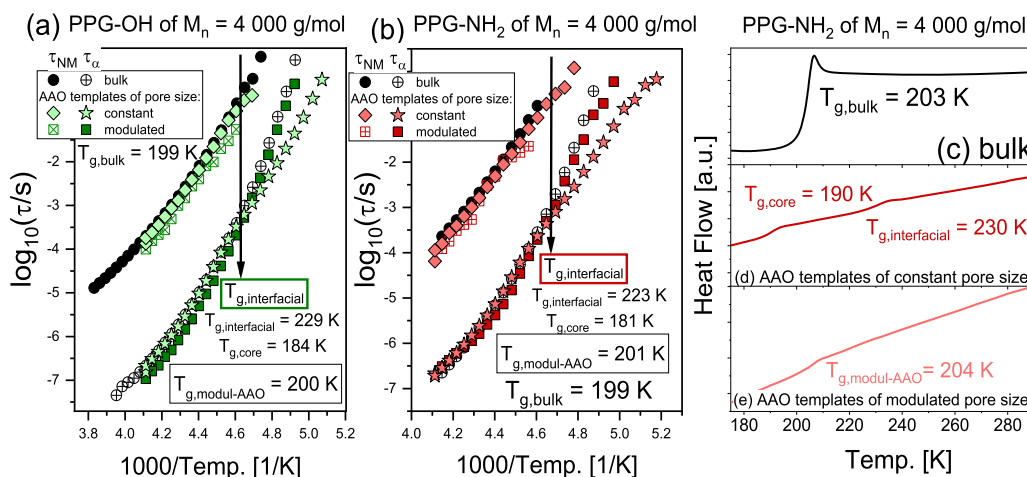 (a) PPG-OH of Mn = 4 000 g/mol
τNM τα
bulk
AAO templates of pore size:
constant
modulated
Tg,bulk = 199 K
Tg,interfacial
Tg,interfacial = 229 K
Tg,core = 184 K
Tg,modul-AAO = 200 K
log10(τ/s)
-2
-3
-4
-5
-6
-7
3.8 4.0 4.2 4.4 4.6 4.8 5.0 5.2
1000/Temp. [1/K]
(b) PPG-NH2 of Mn = 4 000 g/mol
τNM τα
bulk
AAO templates of pore size:
constant
modulated
Tg,interfacial
Tg,interfacial = 223 K
Tg,core = 181 K
Tg,modul-AAO = 201 K
Tg,bulk = 199 K
log10(τ/s)
-2
-3
-4
-5
-6
-7
4.0 4.2 4.4 4.6 4.8 5.0 5.2
1000/Temp. [1/K]
PPG-NH2 of Mn = 4 000 g/mol
Tg,bulk = 203 K
(c) bulk
Tg,core = 190 K
Tg,interfacial = 230 K
(d) AAO templates of constant pore size
Tg,modul-AAO = 204 K
(e) AAO templates of modulated pore size
Heat Flow [a.u.]
180 200 220 240 260 280
Temp. [K]